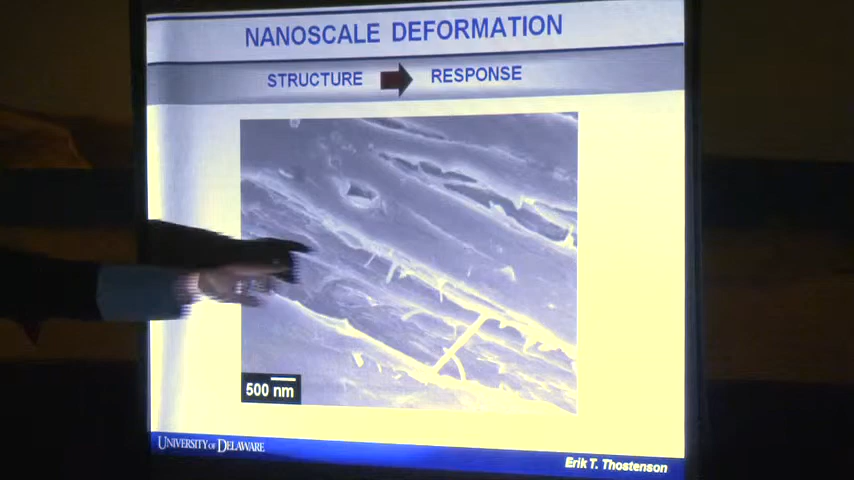 NANOSCALE DEFORMATION
STRUCTURE RESPONSE
500 nm
UNIVERSITY OF DELAWARE
Erik T. Thostenson